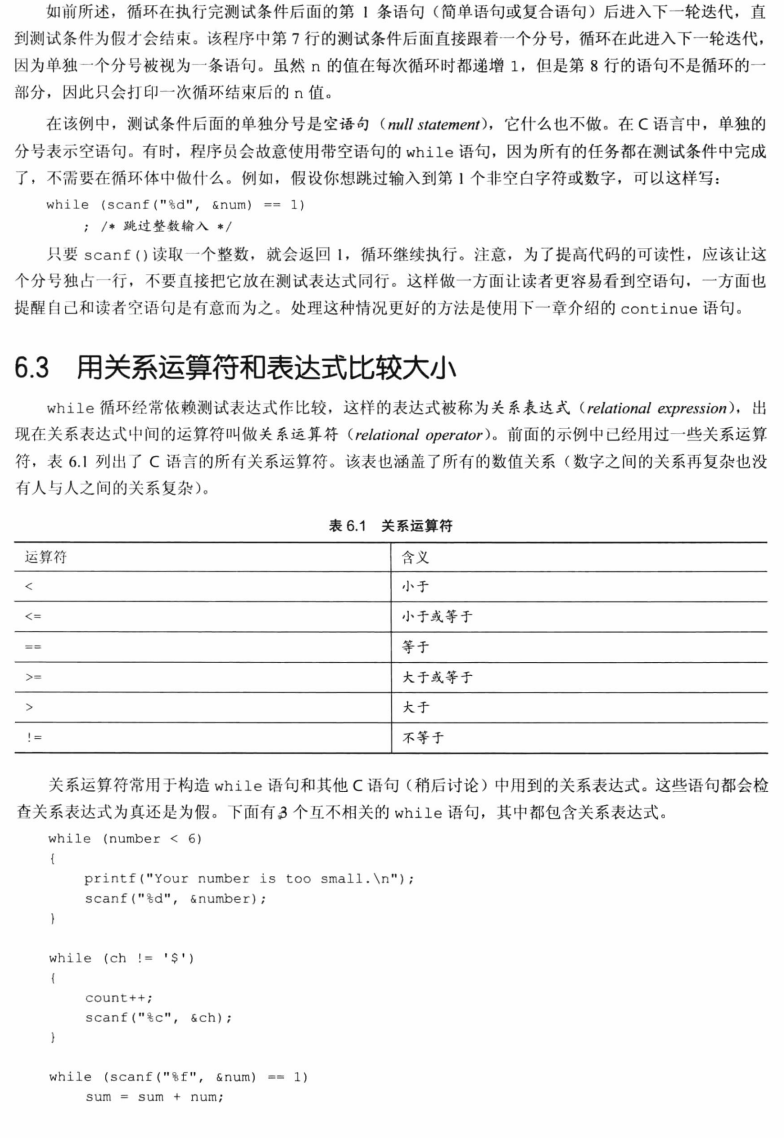 如前所述，循环在执行完测试条件后面的第 1 条语句（简单语句或复合语句）后进入下一轮迭代，直
到测试条件为假才会结束。该程序中第 7 行的测试条件后面直接跟着一个分号，循环在此进入下一轮迭代，
因为单独一个分号被视为一条语句。虽然 n 的值在每次循环时都递增 1，但是第 8 行的语句不是循环的一
部分，因此只会打印一次循环结束后的 n 值。
在该例中，测试条件后面的单独分号是空语句（null statement），它什么也不做。在 C 语言中，单独的
分号表示空语句。有时，程序员会故意使用带空语句的 while 语句，因为所有的任务都在测试条件中完成
了，不需要在循环体中做什么。例如，假设你想跳过输入到第 1 个非空白字符或数字，可以这样写：
while (scanf("%d", &num) == 1)
; /* 跳过整数输入 */
只要 scanf()读取一个整数，就会返回 1，循环继续执行。注意，为了提高代码的可读性，应该让这
个分号独占一行，不要直接把它放在测试表达式同行。这样做一方面让读者更容易看到空语句，一方面也
提醒自己和读者空语句是有意而为之。处理这种情况更好的方法是使用下一章介绍的 continue 语句。
6.3 用关系运算符和表达式比较大小
while 循环经常依赖测试表达式作比较，这样的表达式被称为关系表达式（relational expression），出
现在关系表达式中间的运算符叫做关系运算符（relational operator）。前面的示例中已经用过一些关系运算
符，表 6.1 列出了 C 语言的所有关系运算符。该表也涵盖了所有的数值关系（数字之间的关系再复杂也没
有人与人之间的关系复杂）。
表 6.1 关系运算符
运算符 含义
< 小于
<= 小于或等于
== 等于
>= 大于或等于
> 大于
!= 不等于
关系运算符常用于构造 while 语句和其他 C 语句（稍后讨论）中用到的关系表达式。这些语句都会检
查关系表达式为真还是为假。下面有 3 个互不相关的 while 语句，其中都包含关系表达式。
while (number < 6)
{
printf("Your number is too small.\n");
scanf("%d", &number);
}
while (ch != '$')
{
count++;
scanf("%c", &ch);
}
while (scanf("%f", &num) == 1)
sum = sum + num;